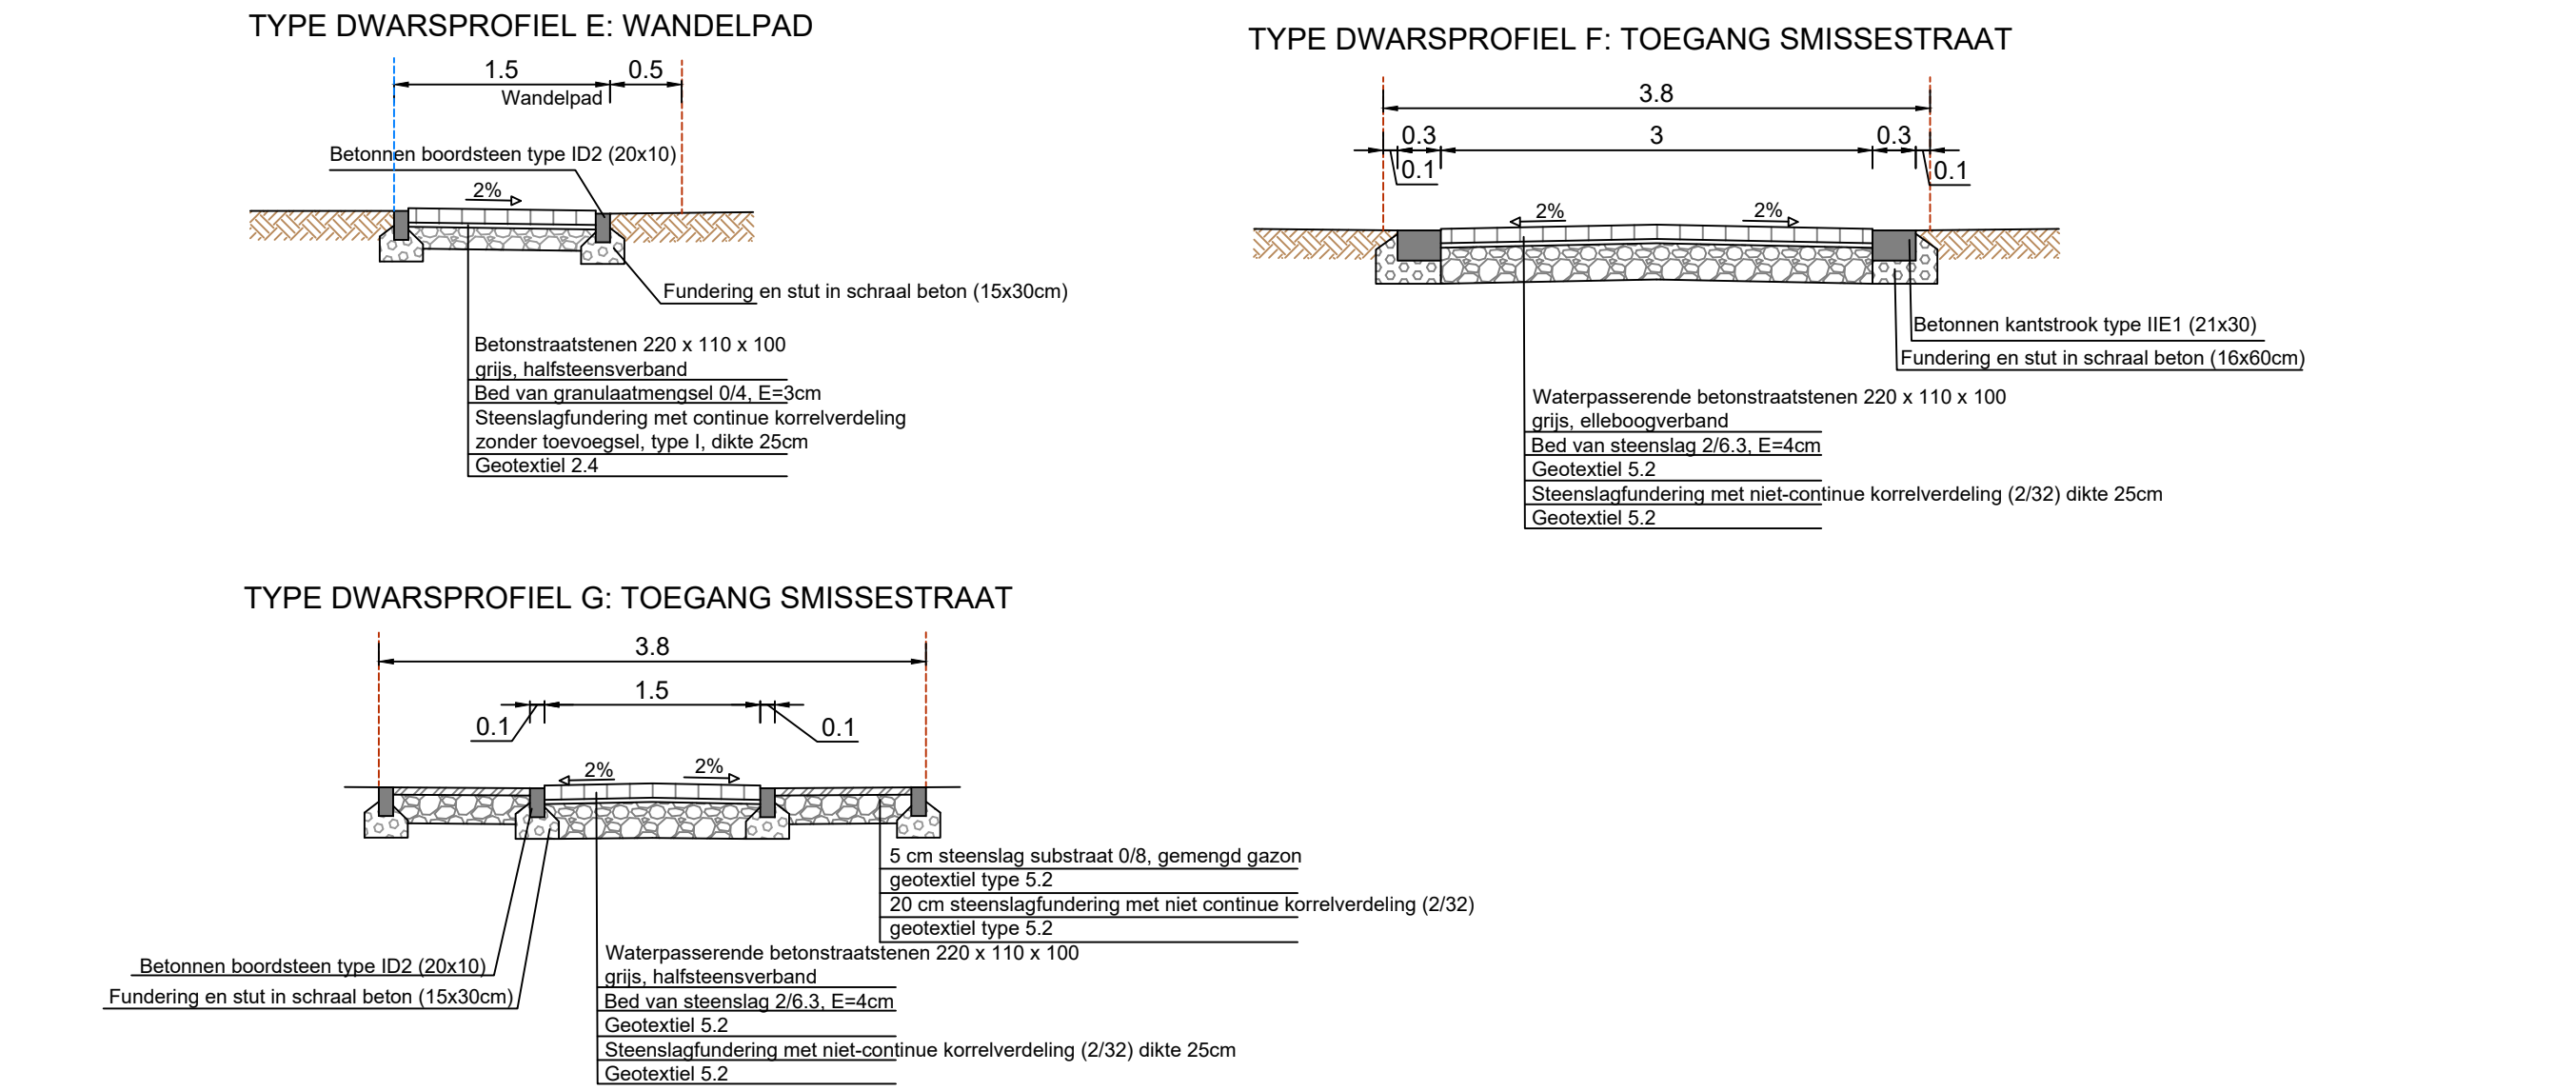 TYPE DWARSPROFIEL E: WANDELPAD
1.5
0.5
Wandelpad
Betonnen boordsteen type ID2 (20x10)
2%
Fundering en stut in schraal beton (15x30cm)
Betonstraatstenen 220 x 110 x 100
grijs, halfsteensverband
Bed van granulaatmengsel 0/4, E=3cm
Steenslagfundering met continue korrelverdeling
zonder toevoegsel, type I, dikte 25cm
Geotextiel 2.4
TYPE DWARSPROFIEL F: TOEGANG SMISSESTRAAT
3.8
0.3
3
0.3
0.1
0.1
2%
2%
Betonnen kantstrook type IIE1 (21x30)
Fundering en stut in schraal beton (16x60cm)
Waterpasserende betonstraatstenen 220 x 110 x 100
grijs, elleboogverband
Bed van steenslag 2/6.3, E=4cm
Geotextiel 5.2
Steenslagfundering met niet-continue korrelverdeling (2/32) dikte 25cm
Geotextiel 5.2
TYPE DWARSPROFIEL G: TOEGANG SMISSESTRAAT
3.8
1.5
0.1
0.1
2%
2%
5 cm steenslag substraat 0/8, gemengd gazon
geotextiel type 5.2
20 cm steenslagfundering met niet continue korrelverdeling (2/32)
geotextiel type 5.2
Betonnen boordsteen type ID2 (20x10)
Fundering en stut in schraal beton (15x30cm)
Waterpasserende betonstraatstenen 220 x 110 x 100
grijs, halfsteensverband
Bed van steenslag 2/6.3, E=4cm
Geotextiel 5.2
Steenslagfundering met niet-continue korrelverdeling (2/32) dikte 25cm
Geotextiel 5.2